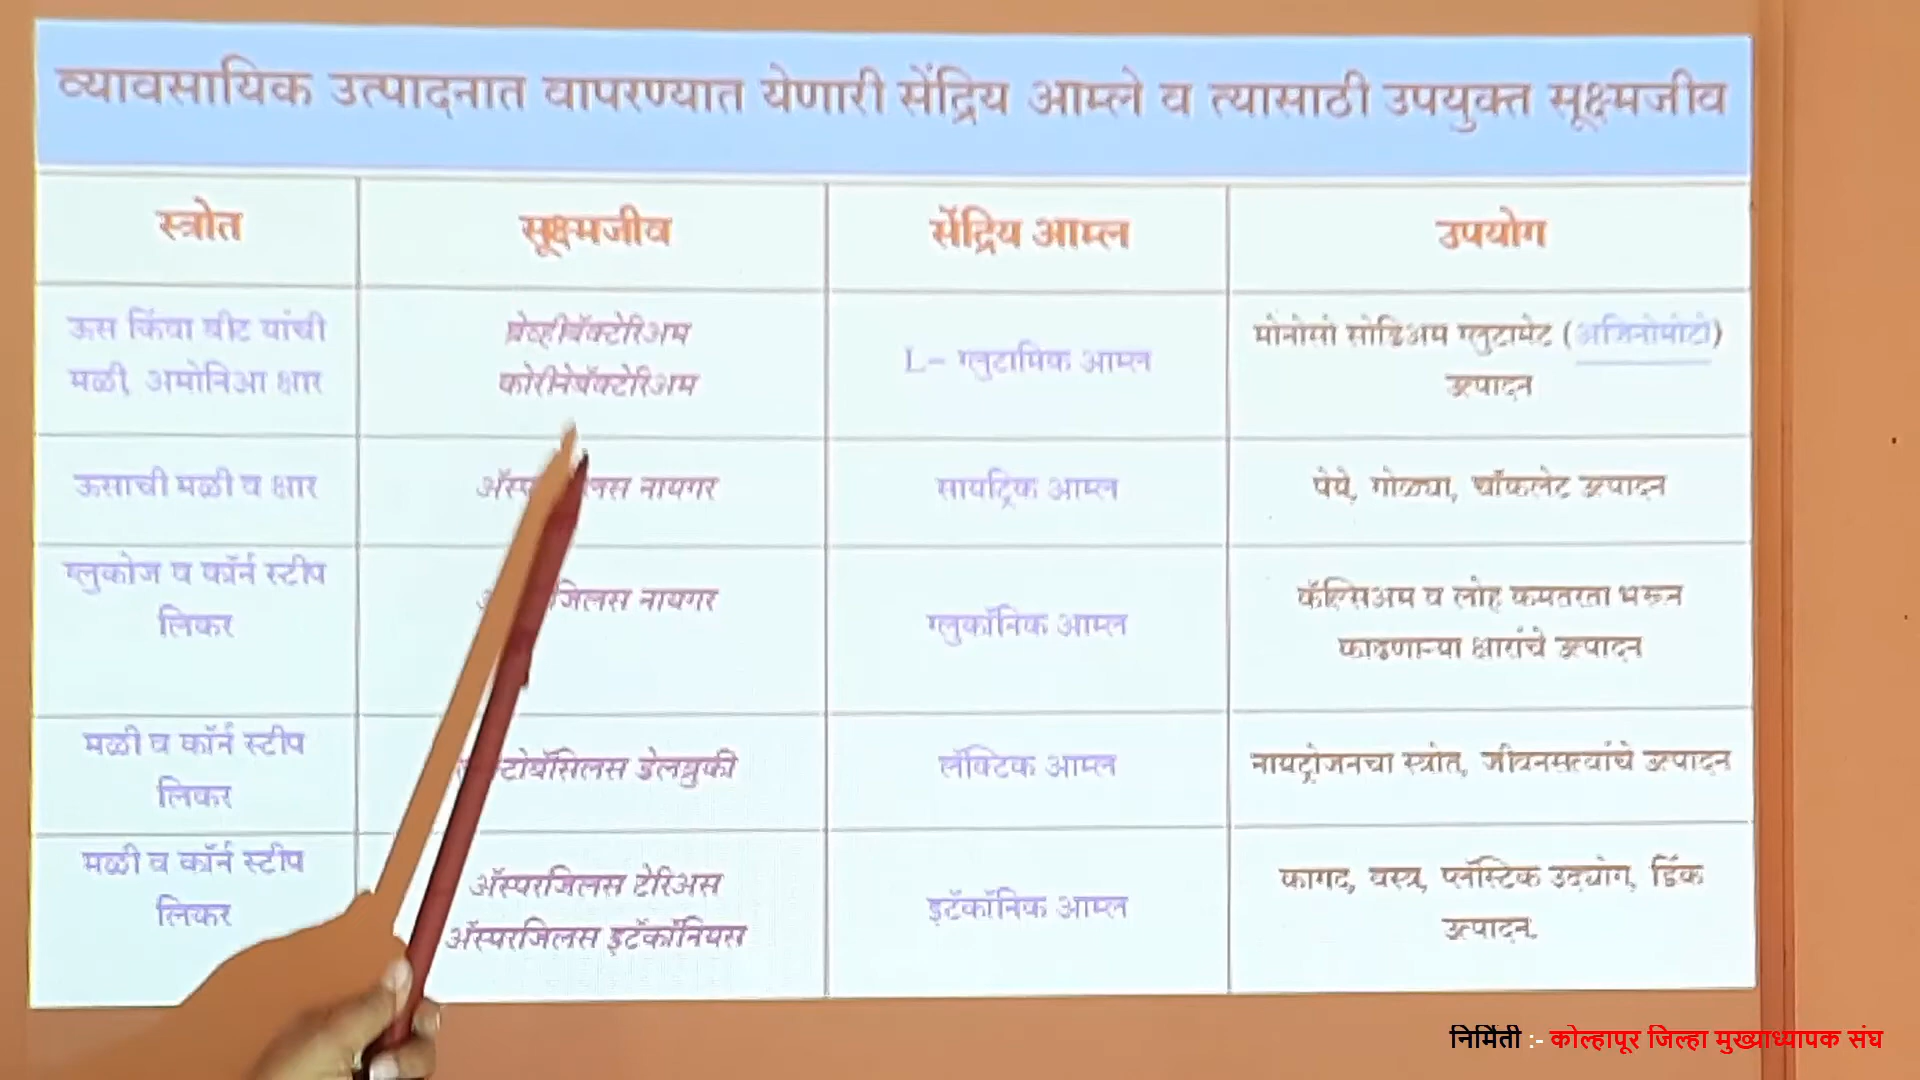 व्यावसायिक उत्पादनात वापरण्यात येणारी सेंद्रिय आम्ले व त्यासाठी उपयुक्त सूक्ष्मजीव
स्त्रोत
सूक्ष्मजीव
सेंद्रिय आम्ल
उपयोग
ऊस किंवा बीट यांची
मळी, अमोनिआ क्षार
ब्रेव्हीबॅक्टेरिअम
कोरीनेबॅक्टेरिअम
L- ग्लुटामिक आम्ल
मोनोसो सोडिअम ग्लुटामेट (अजिनोमोटो)
उत्पादन
ऊसाची मळी व क्षार
नायगर
सायट्रिक आम्ल
पेये, गोळ्या, चॉकलेट उत्पादन
ग्लुकोज व कॉर्न स्टीप
लिकर
नायगर
ग्लुकॉनिक आम्ल
कॅल्सिअम व लोह कमतरता भरून
काढणाऱ्या क्षारांचे उत्पादन
मळी व कॉर्न स्टीप
लिकर
डेलब्रुकी
लॅक्टिक आम्ल
नायट्रोजनचा स्त्रोत, जीवनसत्त्वांचे उत्पादन
मळी व कॉर्न स्टीप
लिकर
ॲस्परजिलस टेरिअस
ॲस्परजिलस इटॅकॉनियस
इटॅकॉनिक आम्ल
कागद, वस्त्र, प्लॅस्टिक उद्योग, डिंक
उत्पादन.
निर्मिती :- कोल्हापूर जिल्हा मुख्याध्यापक संघ